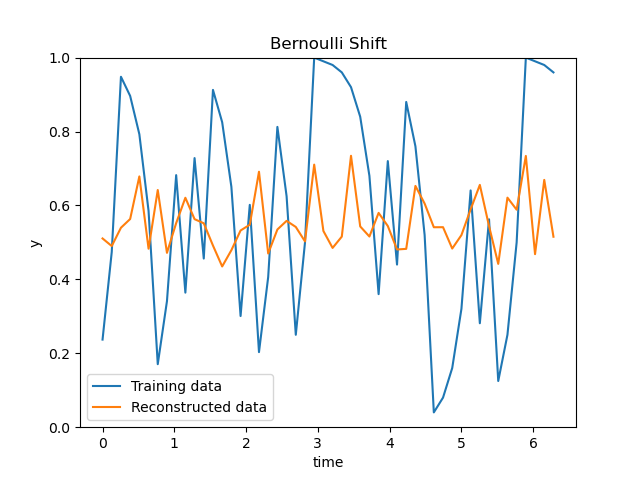 Bernoulli Shift
1.0
0.8
0.6
0.4
0.2
0.0
y
Training data
Reconstructed data
0 1 2 3 4 5 6
time